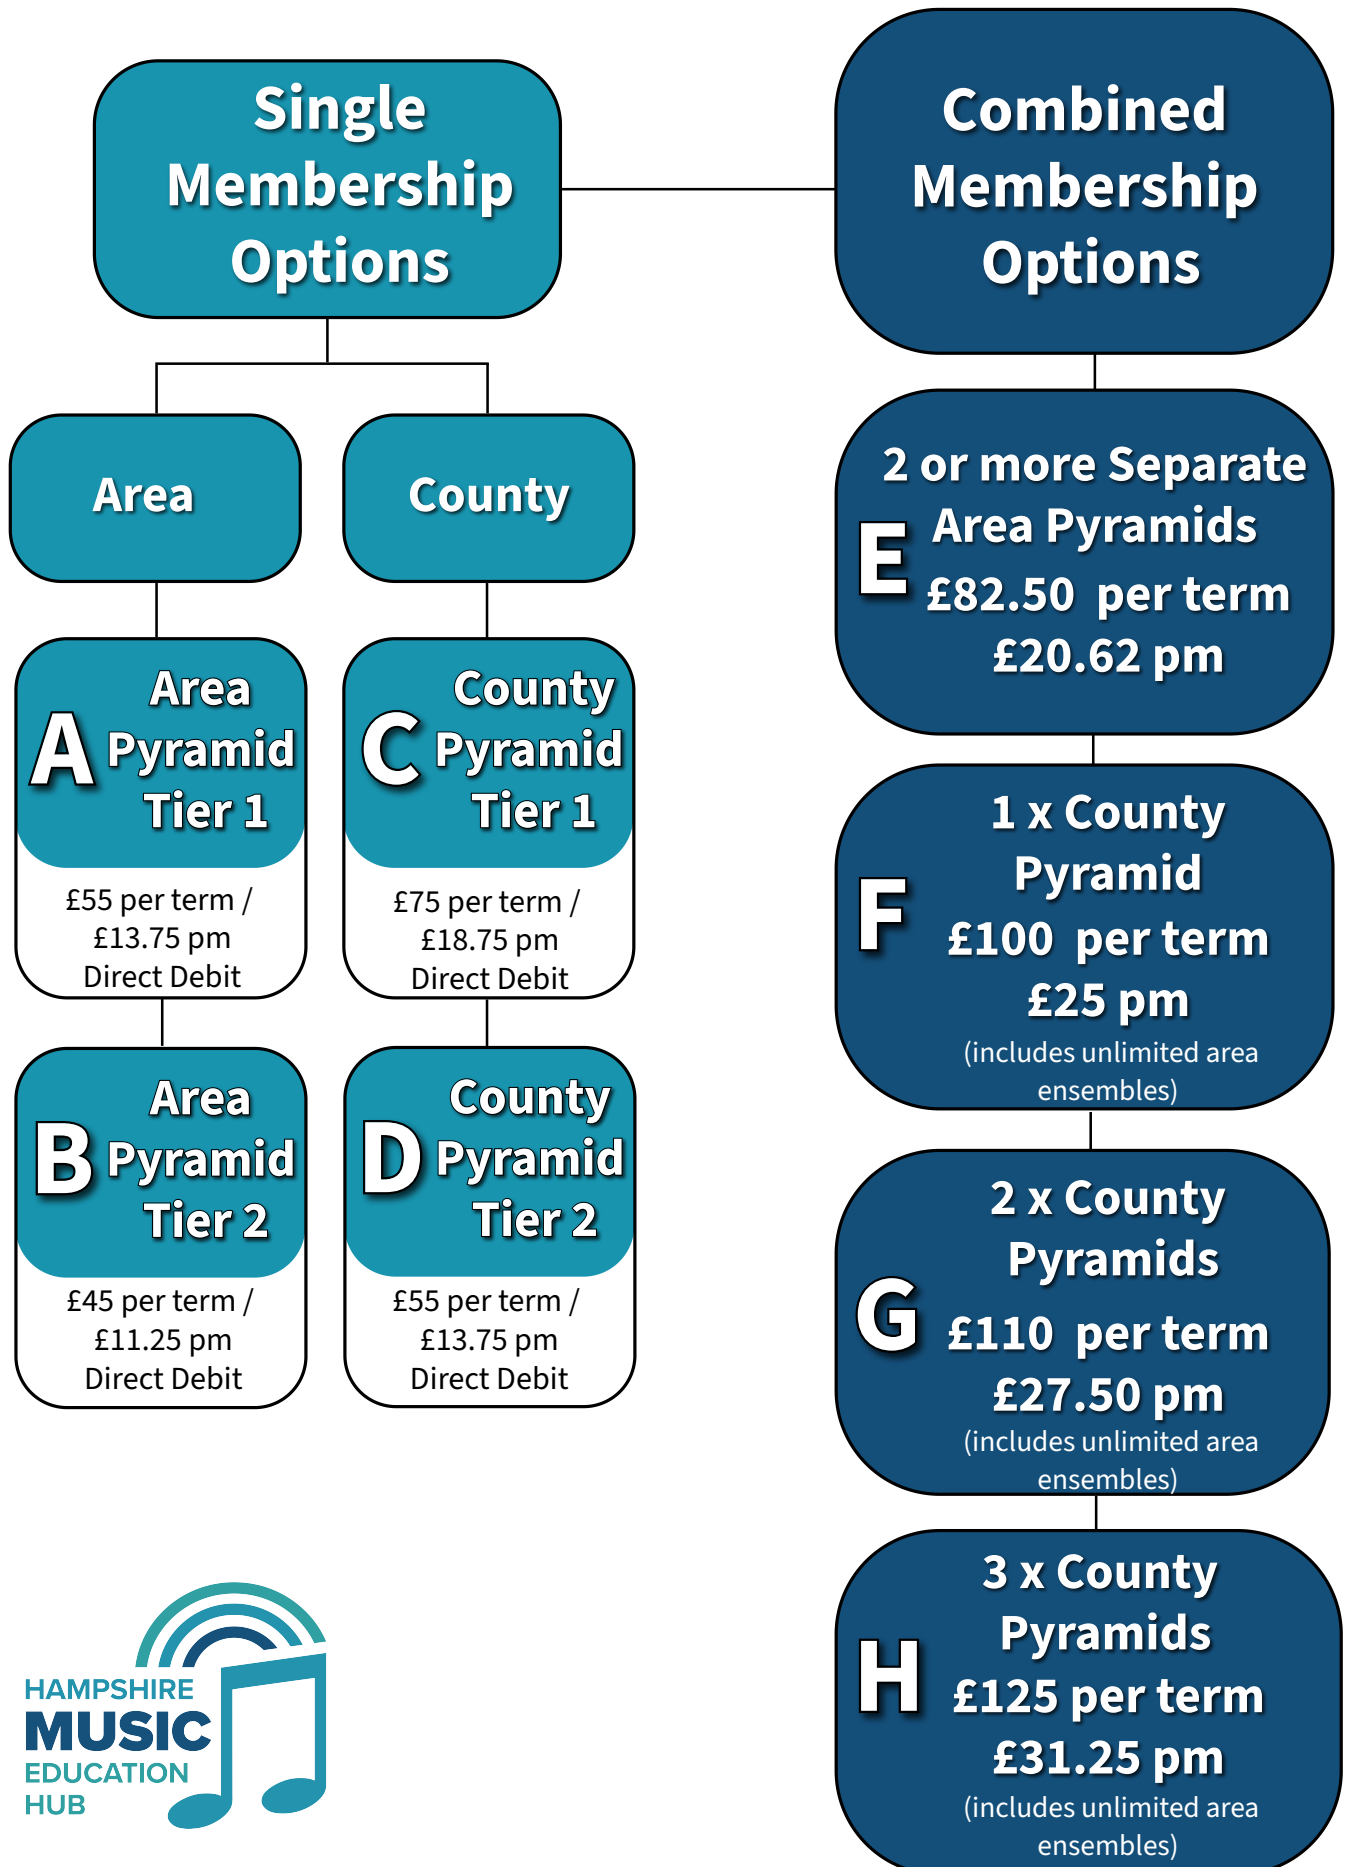 Single
Membership
Options
Area
County
A
Area
Pyramid
Tier 1
£55 per term /
£13.75 pm
Direct Debit
C
County
Pyramid
Tier 1
£75 per term /
£18.75 pm
Direct Debit
B
Area
Pyramid
Tier 2
£45 per term /
£11.25 pm
Direct Debit
D
County
Pyramid
Tier 2
£55 per term /
£13.75 pm
Direct Debit
Combined
Membership
Options
E
2 or more Separate
Area Pyramids
£82.50 per term
£20.62 pm
F
1 x County
Pyramid
£100 per term
£25 pm
(includes unlimited area
ensembles)
G
2 x County
Pyramids
£110 per term
£27.50 pm
(includes unlimited area
ensembles)
H
3 x County
Pyramids
£125 per term
£31.25 pm
(includes unlimited area
ensembles)
HAMPSHIRE
MUSIC
EDUCATION
HUB